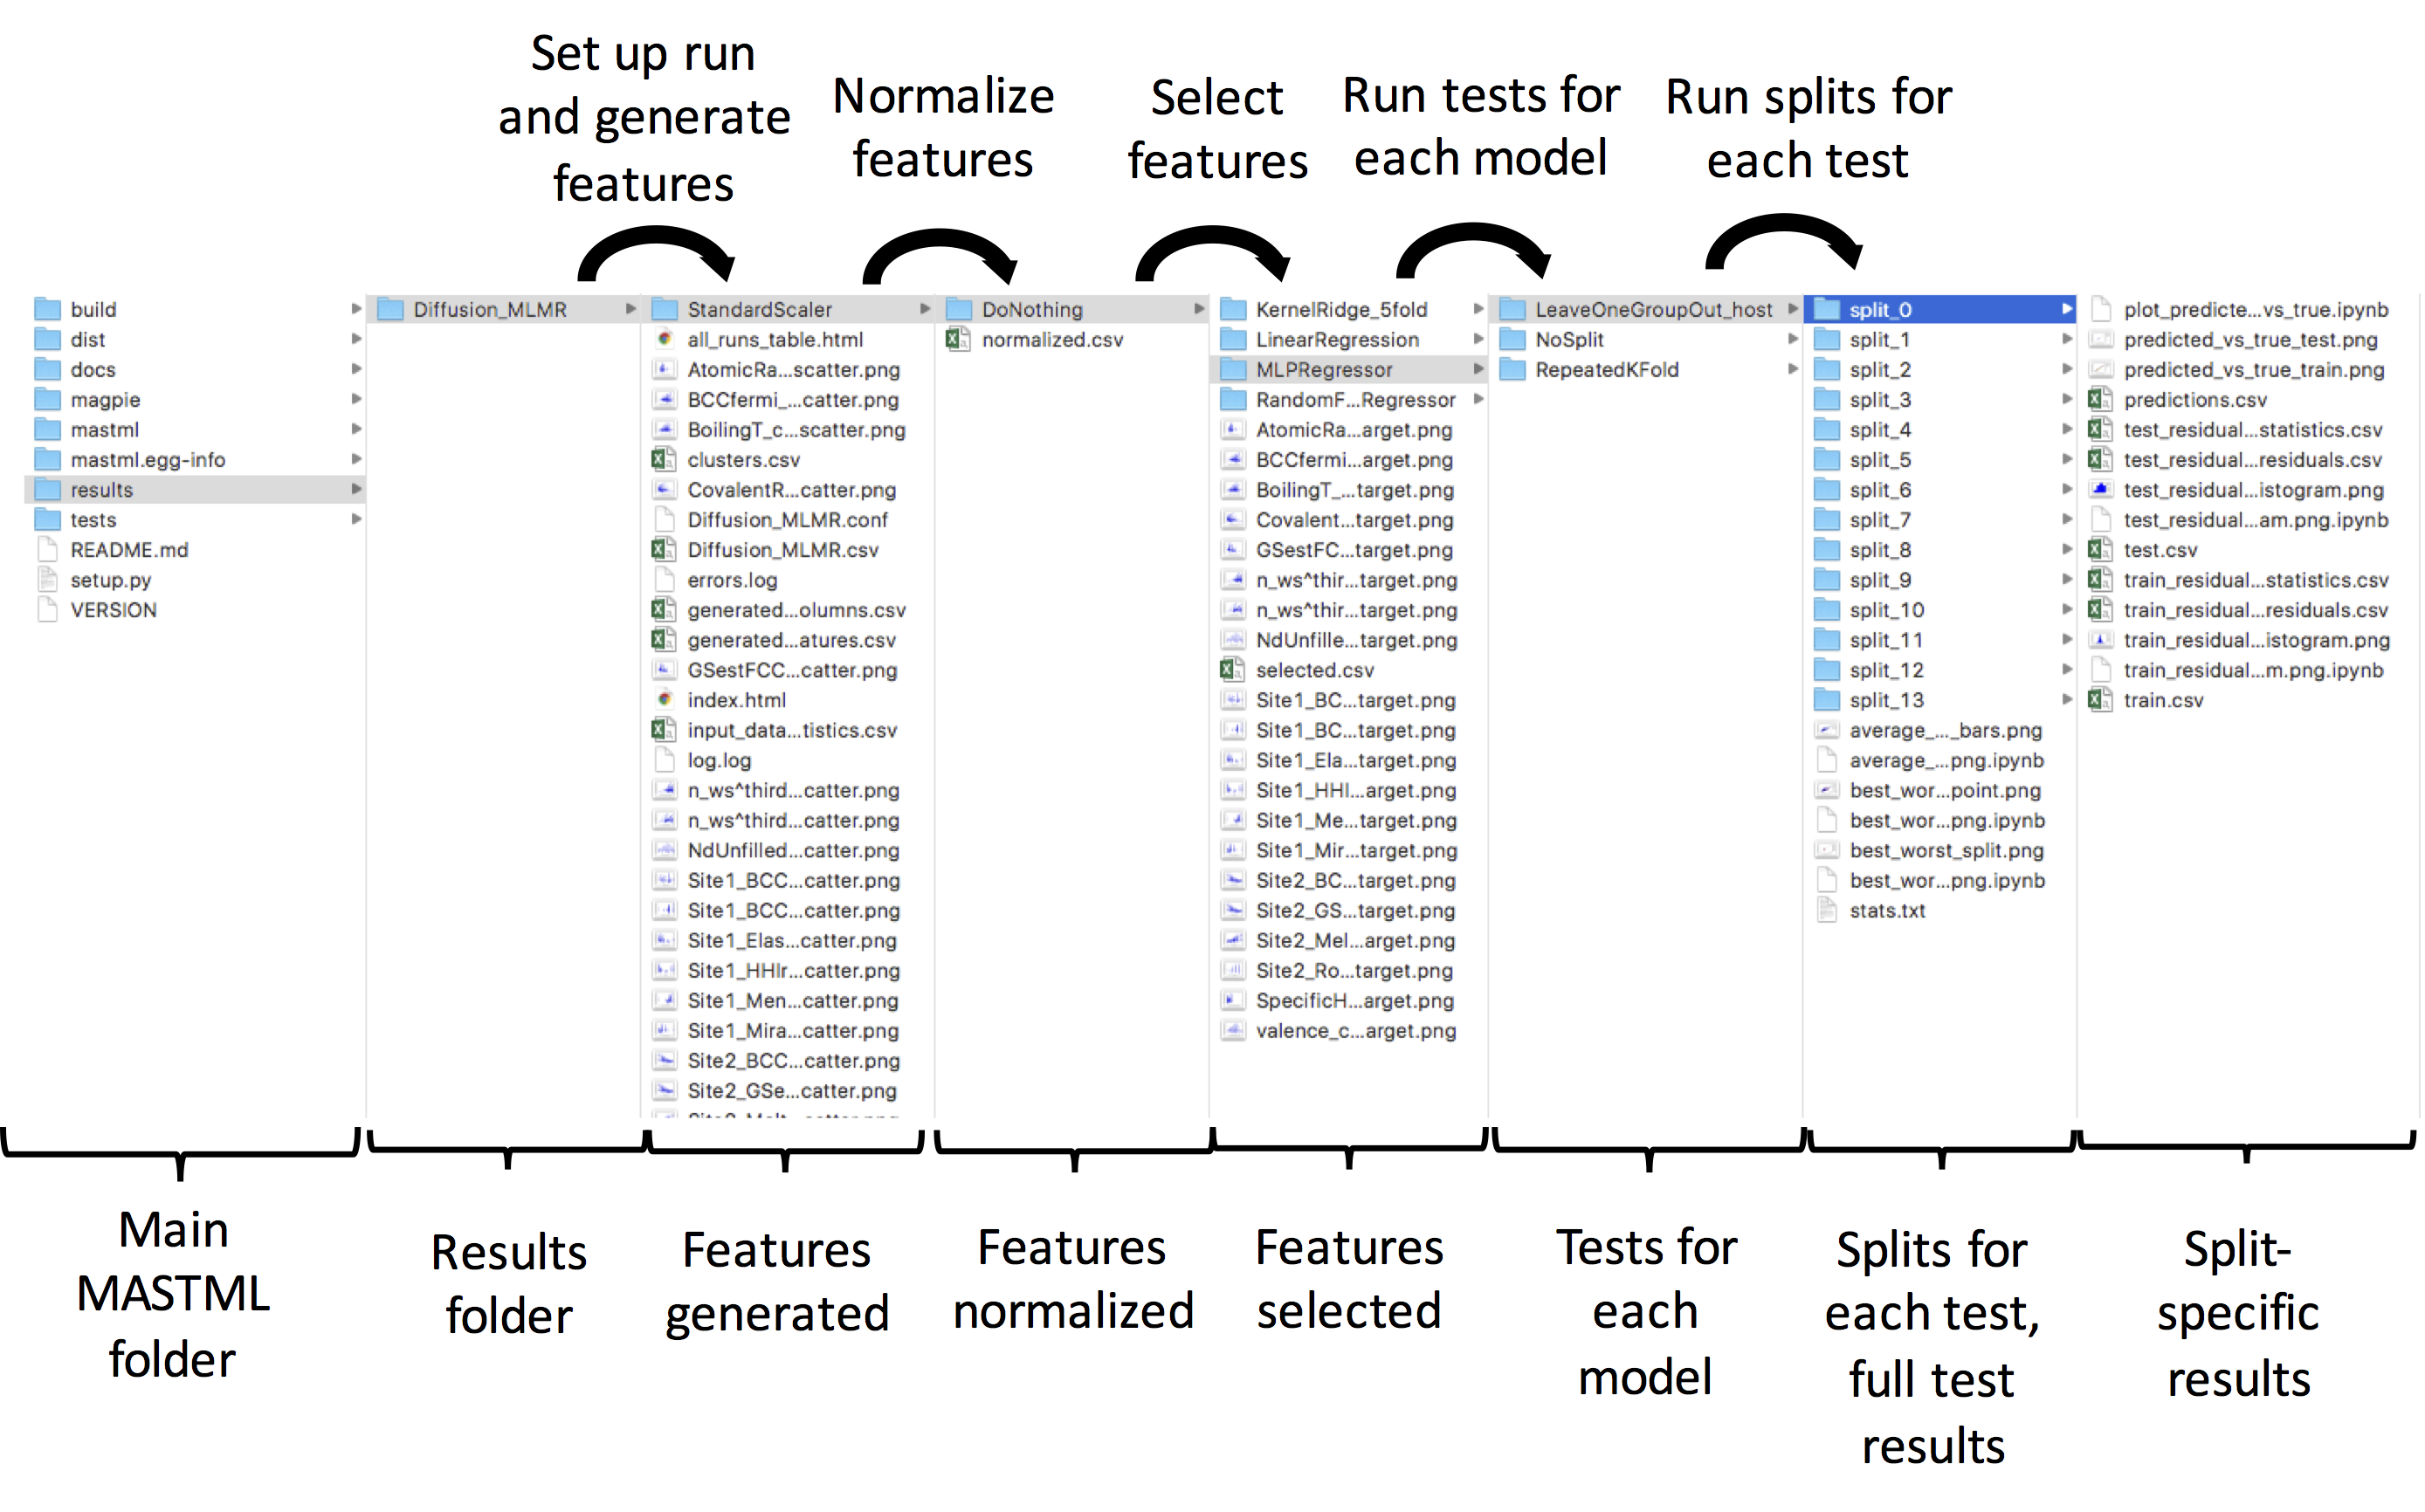 Set up run
and generate
features
Normalize
features
Select
features
Run tests for
each model
Run splits for
each test
build
dist
docs
magpie
mastml
mastml.egg-info
results
tests
README.md
setup.py
VERSION
Diffusion_MLMR
StandardScaler
all_runs_table.html
AtomicRa...scatter.png
BCCfermi_...catter.png
BoilingT_c...scatter.png
clusters.csv
CovalentR...catter.png
Diffusion_MLMR.conf
Diffusion_MLMR.csv
errors.log
generated...olumns.csv
generated...atures.csv
GSestFCC...catter.png
index.html
input_data...tistics.csv
log.log
n_ws^third...catter.png
n_ws^third...catter.png
NdUnfilled...catter.png
Site1_BCC...catter.png
Site1_BCC...catter.png
Site1_Elas...catter.png
Site1_HHIr...catter.png
Site1_Men...catter.png
Site1_Mira...catter.png
Site2_BCC...catter.png
Site2_GSe...catter.png
DoNothing
normalized.csv
KernelRidge_5fold
LinearRegression
MLPRegressor
RandomF...Regressor
AtomicRa...arget.png
BCCfermi...arget.png
BoilingT_...target.png
Covalent...target.png
GSestFC...target.png
n_ws^thir...target.png
n_ws^thir...target.png
NdUnfille...target.png
selected.csv
Site1_BC...target.png
Site1_BC...target.png
Site1_Ela...target.png
Site1_HHI...arget.png
Site1_Me...target.png
Site1_Mir...target.png
Site2_BC...target.png
Site2_GS...target.png
Site2_Mel...arget.png
Site2_Ro...target.png
SpecificH...arget.png
valence_c...arget.png
LeaveOneGroupOut_host
NoSplit
RepeatedKFold
split_0
split_1
split_2
split_3
split_4
split_5
split_6
split_7
split_8
split_9
split_10
split_11
split_12
split_13
average_..._bars.png
average_...png.ipynb
best_wor...point.png
best_wor...png.ipynb
best_worst_split.png
best_wor...png.ipynb
stats.txt
plot_predicte...vs_true.ipynb
predicted_vs_true_test.png
predicted_vs_true_train.png
predictions.csv
test_residual...statistics.csv
test_residual...residuals.csv
test_residual...istogram.png
test_residual...am.png.ipynb
test.csv
train_residual...statistics.csv
train_residual...residuals.csv
train_residual...istogram.png
train_residual...m.png.ipynb
train.csv
Main
MASTML
folder
Results
folder
Features
generated
Features
normalized
Features
selected
Tests for
each
model
Splits for
each test,
full test
results
Split-
specific
results